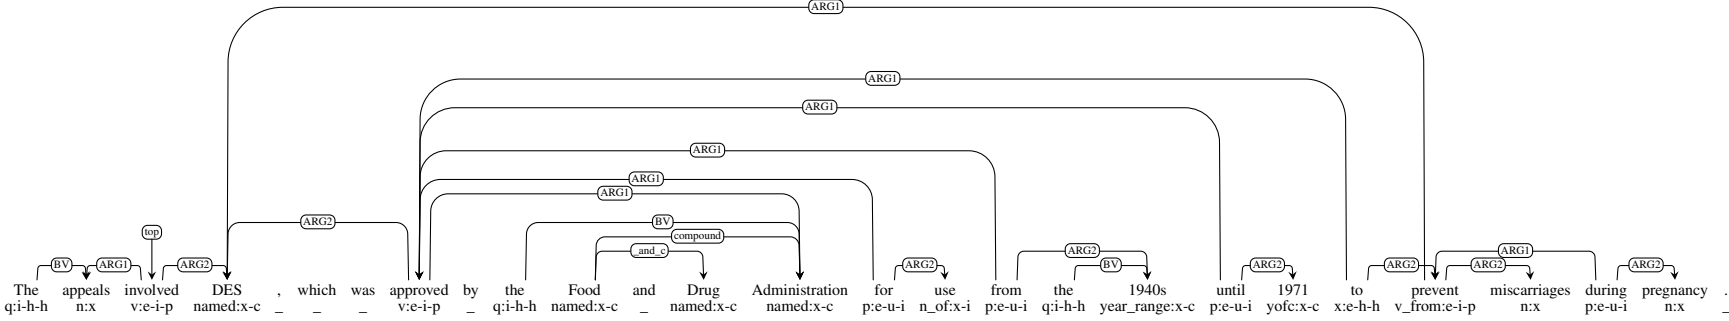 ARG1
ARG1
ARG1
ARG1
ARG1
ARG1
ARG2 BV
top compound
_and_c ARG2 ARG1
BV ARG1 ARG2 ARG2 BV ARG2 ARG2 ARG2 ARG2
The appeals involved DES , which was approved by the Food and Drug Administration for use from the 1940s until 1971 to prevent miscarriages during pregnancy .
q:i-h-h n:x v:e-i-p named:x-c _ _ _ v:e-i-p _ q:i-h-h named:x-c _ named:x-c named:x-c p:e-u-i n_of:x-i p:e-u-i q:i-h-h year_range:x-c p:e-u-i yofc:x-c x:e-h-h v_from:e-i-p n:x p:e-u-i n:x _